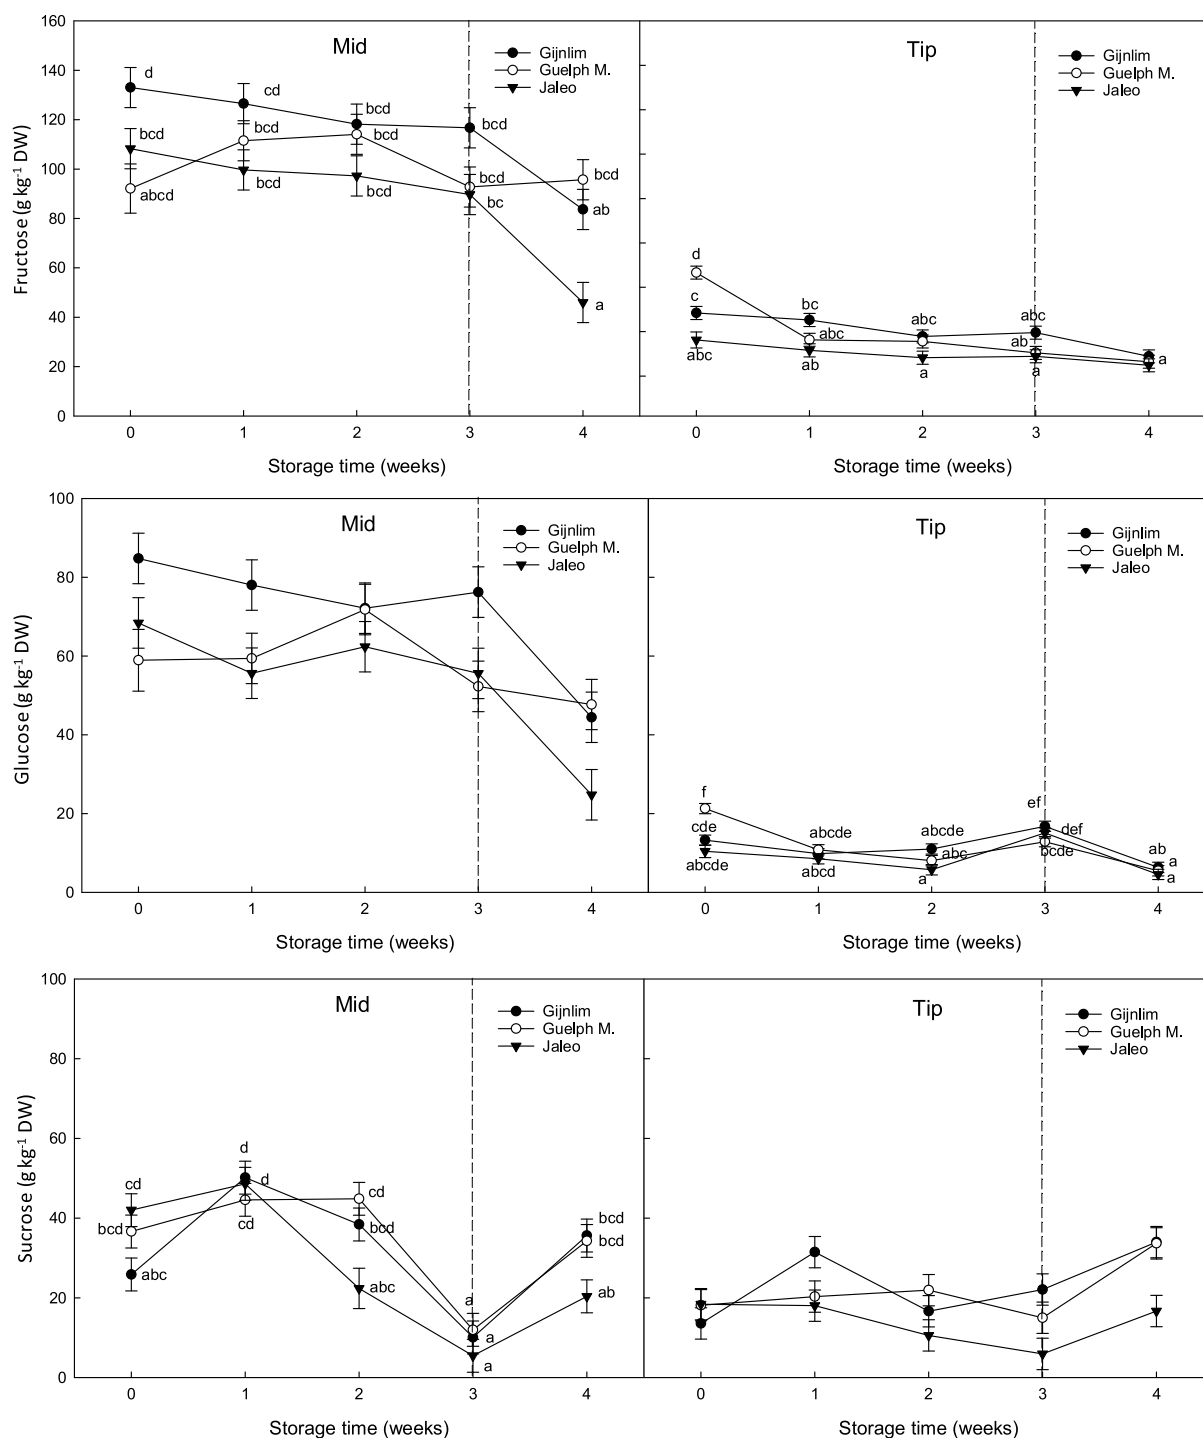 Mid
Gijnlim
Guelph M.
Jaleo
Tip
Gijnlim
Guelph M.
Jaleo
Fructose (g kg-1 DW)
160
140
120
100
80
60
40
20
0
d
cd
bcd
bcd
bcd
bcd
bcd
bcd
abcd
bcd
bcd
bc
bcd
ab
a
d
c
bc
abc
abc
abc
ab
abc
ab
a
a
a
0 1 2 3 4
0 1 2 3 4
Storage time (weeks)
Storage time (weeks)
Mid
Gijnlim
Guelph M.
Jaleo
Tip
Gijnlim
Guelph M.
Jaleo
Glucose (g kg-1 DW)
100
80
60
40
20
0
f
cde
abcde
abcde
abcd
abcde
abc
a
ef
def
bcde
ab
a
a
0 1 2 3 4
0 1 2 3 4
Storage time (weeks)
Storage time (weeks)
Mid
Gijnlim
Guelph M.
Jaleo
Tip
Gijnlim
Guelph M.
Jaleo
Sucrose (g kg-1 DW)
100
80
60
40
20
0
cd
bcd
abc
d
d
cd
cd
bcd
abc
a
a
a
bcd
bcd
ab
0 1 2 3 4
0 1 2 3 4
Storage time (weeks)
Storage time (weeks)